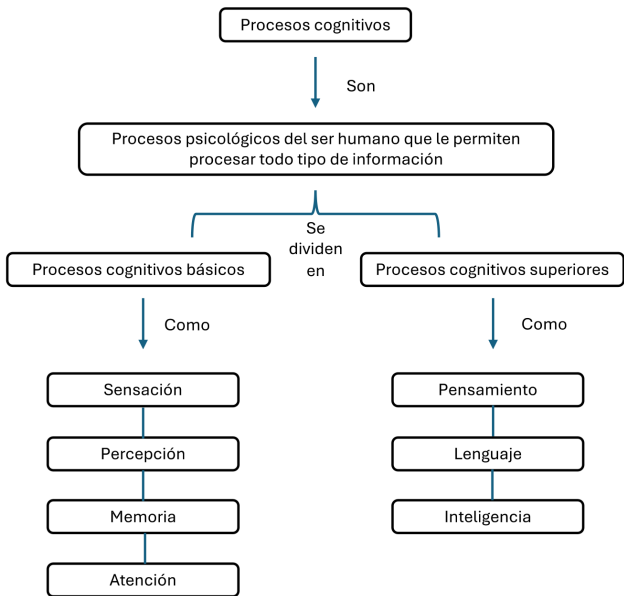 Procesos cognitivos
Son
Procesos psicológicos del ser humano que le permiten
procesar todo tipo de información
Se
dividen
en
Procesos cognitivos básicos
Procesos cognitivos superiores
Como
Como
Sensación
Percepción
Memoria
Atención
Pensamiento
Lenguaje
Inteligencia